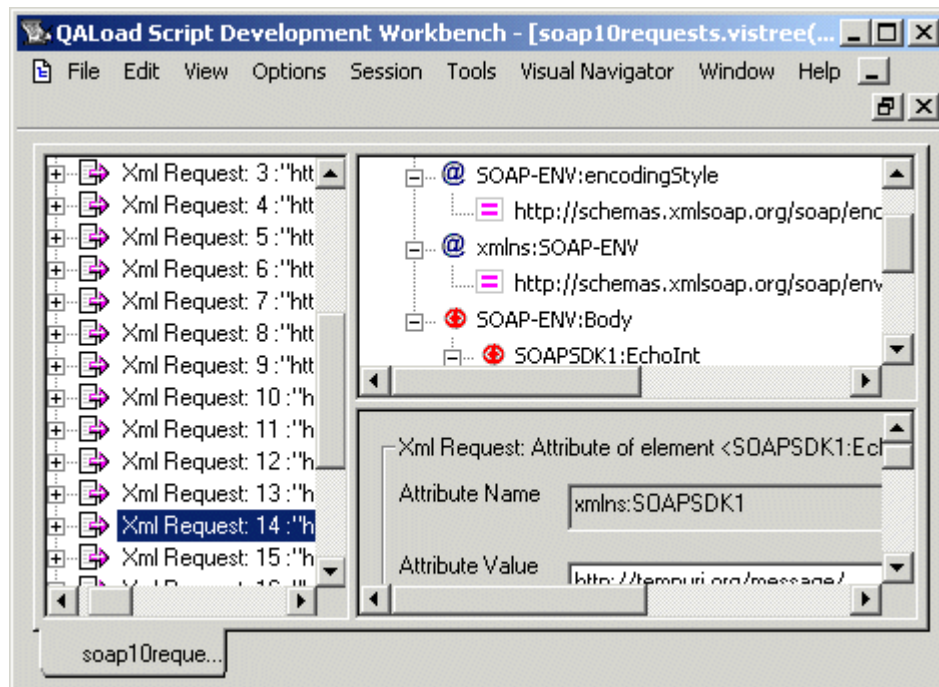 QALoad Script Development Workbench - [soap10requests.vistree(...
File Edit View Options Session Tools Visual Navigator Window Help
Xml Request: 3 :"htt
Xml Request: 4 :"htt
Xml Request: 5 :"htt
Xml Request: 6 :"htt
Xml Request: 7 :"htt
Xml Request: 8 :"htt
Xml Request: 9 :"htt
Xml Request: 10 :"h
Xml Request: 11 :"h
Xml Request: 12 :"h
Xml Request: 13 :"h
Xml Request: 14 :"h
Xml Request: 15 :"h
@ SOAP-ENV:encodingStyle
http://schemas.xmlsoap.org/soap/enc
@ xmlns:SOAP-ENV
http://schemas.xmlsoap.org/soap/env
SOAP-ENV:Body
SOAPSDK1:EchoInt
Xml Request: Attribute of element <SOAPSDK1:Ecl
Attribute Name
xmlns:SOAPSDK1
Attribute Value
http://tempuri.org/message/
soap10reque...